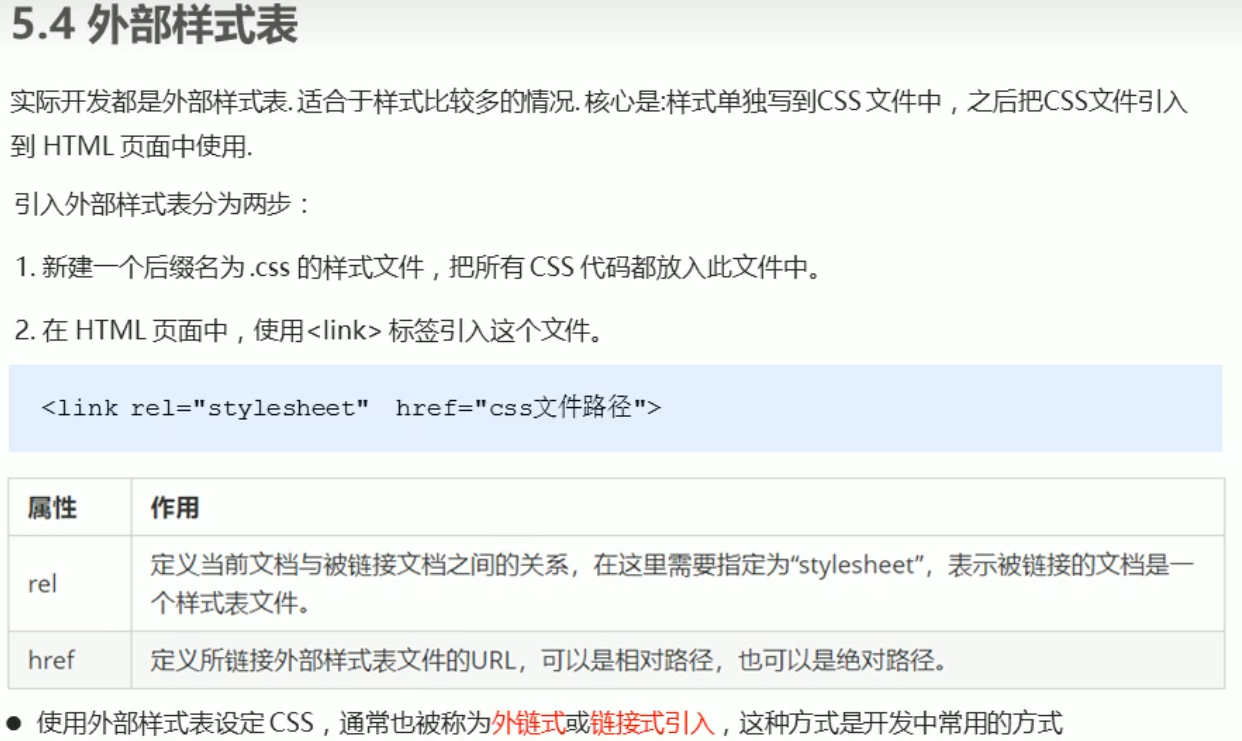 5.4 外部样式表
实际开发都是外部样式表. 适合于样式比较多的情况. 核心是:样式单独写到CSS 文件中，之后把CSS文件引入
到 HTML 页面中使用.
引入外部样式表分为两步：
1. 新建一个后缀名为 .css 的样式文件，把所有 CSS 代码都放入此文件中。
2. 在 HTML 页面中，使用<link> 标签引入这个文件。
<link rel="stylesheet"  href="css文件路径">
属性 作用
rel 定义当前文档与被链接文档之间的关系，在这里需要指定为“stylesheet”，表示被链接的文档是一
个样式表文件。
href 定义所链接外部样式表文件的URL，可以是相对路径，也可以是绝对路径。
● 使用外部样式表设定 CSS，通常也被称为外链式或链接式引入，这种方式是开发中常用的方式